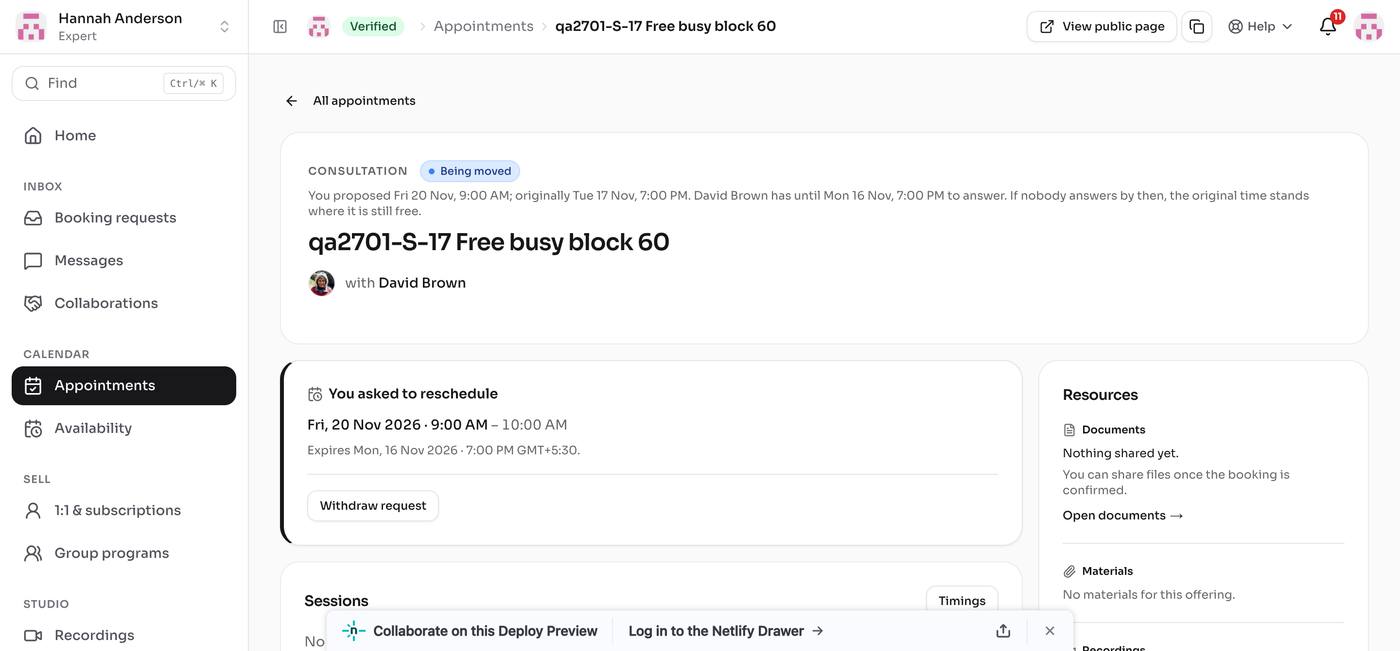 Hannah Anderson
Expert
Verified
Appointments
qa2701-S-17 Free busy block 60
View public page
Help
11
Find
Ctrl/⌘ K
Home
INBOX
Booking requests
Messages
Collaborations
CALENDAR
Appointments
Availability
SELL
1:1 & subscriptions
Group programs
STUDIO
Recordings
All appointments
CONSULTATION
Being moved
You proposed Fri 20 Nov, 9:00 AM; originally Tue 17 Nov, 7:00 PM. David Brown has until Mon 16 Nov, 7:00 PM to answer. If nobody answers by then, the original time stands
where it is still free.
qa2701-S-17 Free busy block 60
with David Brown
You asked to reschedule
Fri, 20 Nov 2026 · 9:00 AM – 10:00 AM
Expires Mon, 16 Nov 2026 · 7:00 PM GMT+5:30.
Withdraw request
Sessions
Timings
No
Resources
Documents
Nothing shared yet.
You can share files once the booking is
confirmed.
Open documents →
Materials
No materials for this offering.
Recordings
Collaborate on this Deploy Preview
Log in to the Netlify Drawer →